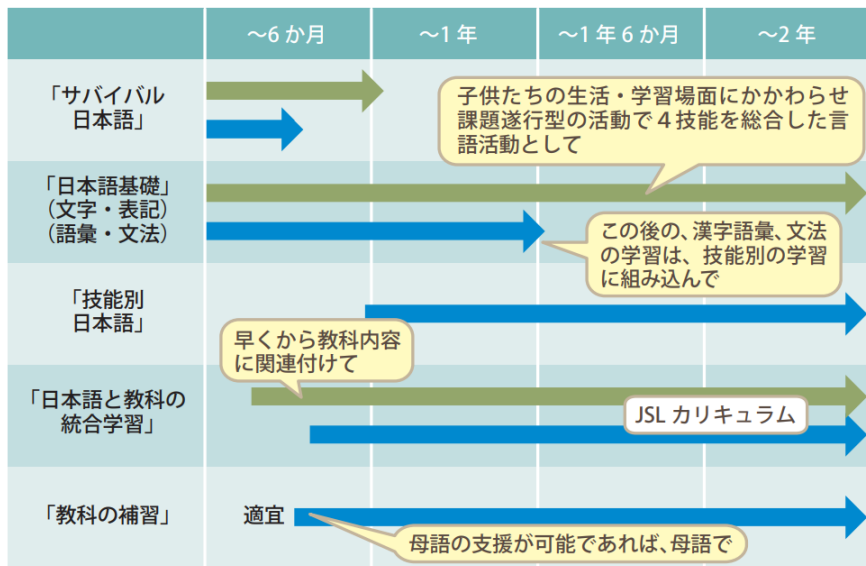 ～6 か月
～1 年
～1 年 6 か月
～2 年
「サバイバル
日本語」
子供たちの生活・学習場面にかかわらせ
課題遂行型の活動で４技能を総合した言
語活動として
「日本語基礎」
（文字・表記）
（語彙・文法）
この後の、漢字語彙、文法
の学習は、技能別の学習
に組み込んで
「技能別
日本語」
早くから教科内容
に関連付けて
「日本語と教科の
統合学習」
JSL カリキュラム
「教科の補習」
適宜
母語の支援が可能であれば、母語で